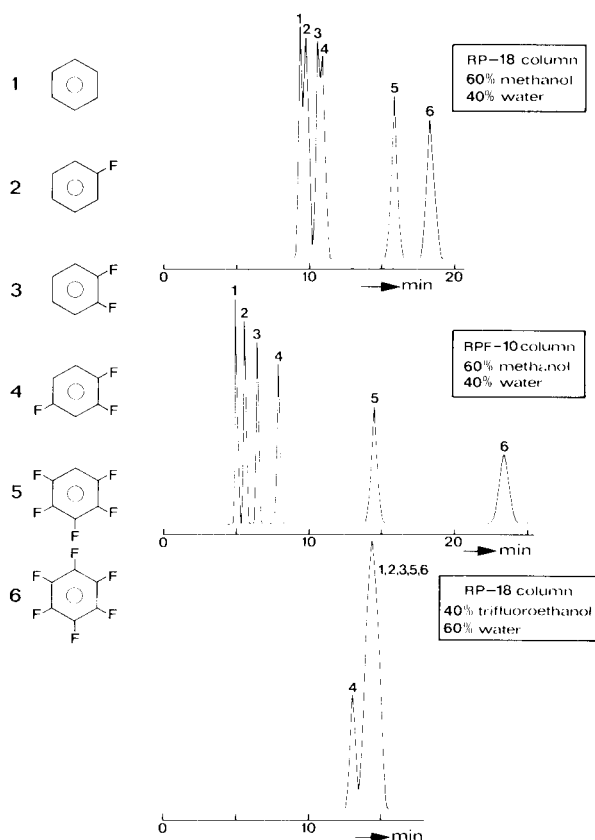 1
2
F
3
F
F
4
F
F
F
5
F
F
F
F
F
6
F
F
F
F
F
F
1
2
3
4
5
6
RP-18 column
60% methanol
40% water
0
10
20
min
1
2
3
4
5
6
RPF-10 column
60% methanol
40% water
0
10
20
min
1,2,3,5,6
4
RP-18 column
40% trifluoroethanol
60% water
0
10
min